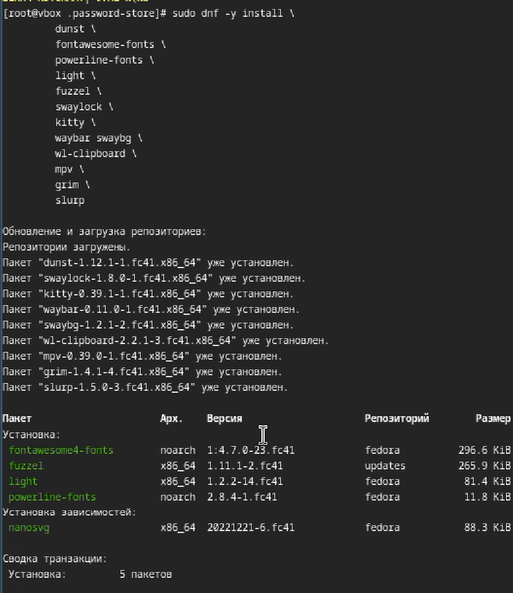 [root@vbox .password-store]# sudo dnf -y install \
dunst \
fontawesome-fonts \
powerline-fonts \
light \
fuzzel \
swaylock \
kitty \
waybar swaybg \
wl-clipboard \
mpv \
grim \
slurp
Обновление и загрузка репозиториев:
Репозитории загружены.
Пакет "dunst-1.12.1-1.fc41.x86_64" уже установлен.
Пакет "swaylock-1.8.0-1.fc41.x86_64" уже установлен.
Пакет "kitty-0.39.1-1.fc41.x86_64" уже установлен.
Пакет "waybar-0.11.0-1.fc41.x86_64" уже установлен.
Пакет "swaybg-1.2.1-2.fc41.x86_64" уже установлен.
Пакет "wl-clipboard-2.2.1-3.fc41.x86_64" уже установлен.
Пакет "mpv-0.39.0-1.fc41.x86_64" уже установлен.
Пакет "grim-1.4.1-4.fc41.x86_64" уже установлен.
Пакет "slurp-1.5.0-3.fc41.x86_64" уже установлен.
Пакет Арх. Версия Репозиторий Размер
Установка:
fontawesome4-fonts noarch 1:4.7.0-23.fc41 fedora 296.6 KiB
fuzzel x86_64 1.11.1-2.fc41 updates 265.9 KiB
light x86_64 1.2.2-14.fc41 fedora 81.4 KiB
powerline-fonts noarch 2.8.4-1.fc41 fedora 11.8 KiB
Установка зависимостей:
nanosvg x86_64 20221221-6.fc41 fedora 88.3 KiB
Сводка транзакции:
Установка: 5 пакетов